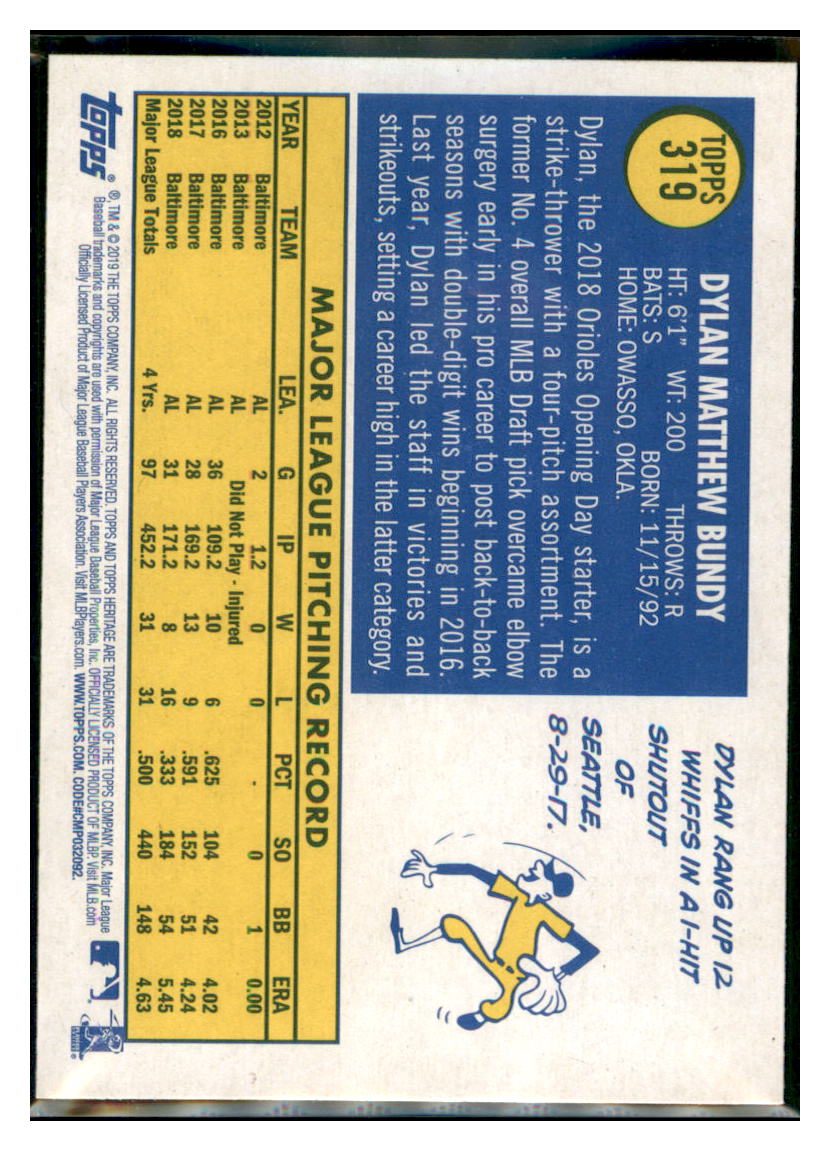 TOPPS
319
DYLAN MATTHEW BUNDY
HT: 6'1" WT: 200 THROWS: R
BATS: S BORN: 11/15/92
HOME: OWASSO, OKLA.
Dylan, the 2018 Orioles Opening Day starter, is a
strike-thrower with a four-pitch assortment. The
former No. 4 overall MLB Draft pick overcame elbow
surgery early in his pro career to post back-to-back
seasons with double-digit wins beginning in 2016.
Last year, Dylan led the staff in victories and
strikeouts, setting a career high in the latter category.
DYLAN RANG UP 12
WHIFFS IN A 1-HIT
SHUTOUT
OF
SEATTLE,
8-29-17.
MAJOR LEAGUE PITCHING RECORD
YEAR TEAM LEA. G IP W L PCT SO BB ERA
2012 Baltimore AL 2 1.2 0 0 - 0 1 0.00
2013 Baltimore AL Did Not Play - Injured
2016 Baltimore AL 36 109.2 10 6 .625 104 42 4.02
2017 Baltimore AL 28 169.2 13 9 .591 152 51 4.24
2018 Baltimore AL 31 171.2 8 16 .333 184 54 5.45
Major League Totals 4 Yrs. 97 452.2 31 31 .500 440 148 4.63
topps®
®, TM & © 2019 THE TOPPS COMPANY, INC. ALL RIGHTS RESERVED. TOPPS AND TOPPS HERITAGE ARE TRADEMARKS OF THE TOPPS COMPANY, INC. Major League
Baseball trademarks and copyrights are used with permission of Major League Baseball Properties, Inc. OFFICIALLY LICENSED PRODUCT OF MLBP. Visit MLB.com
Officially Licensed Product of Major League Baseball Players Association. Visit MLBPlayers.com. WWW.TOPPS.COM. CODE#CMP032092.